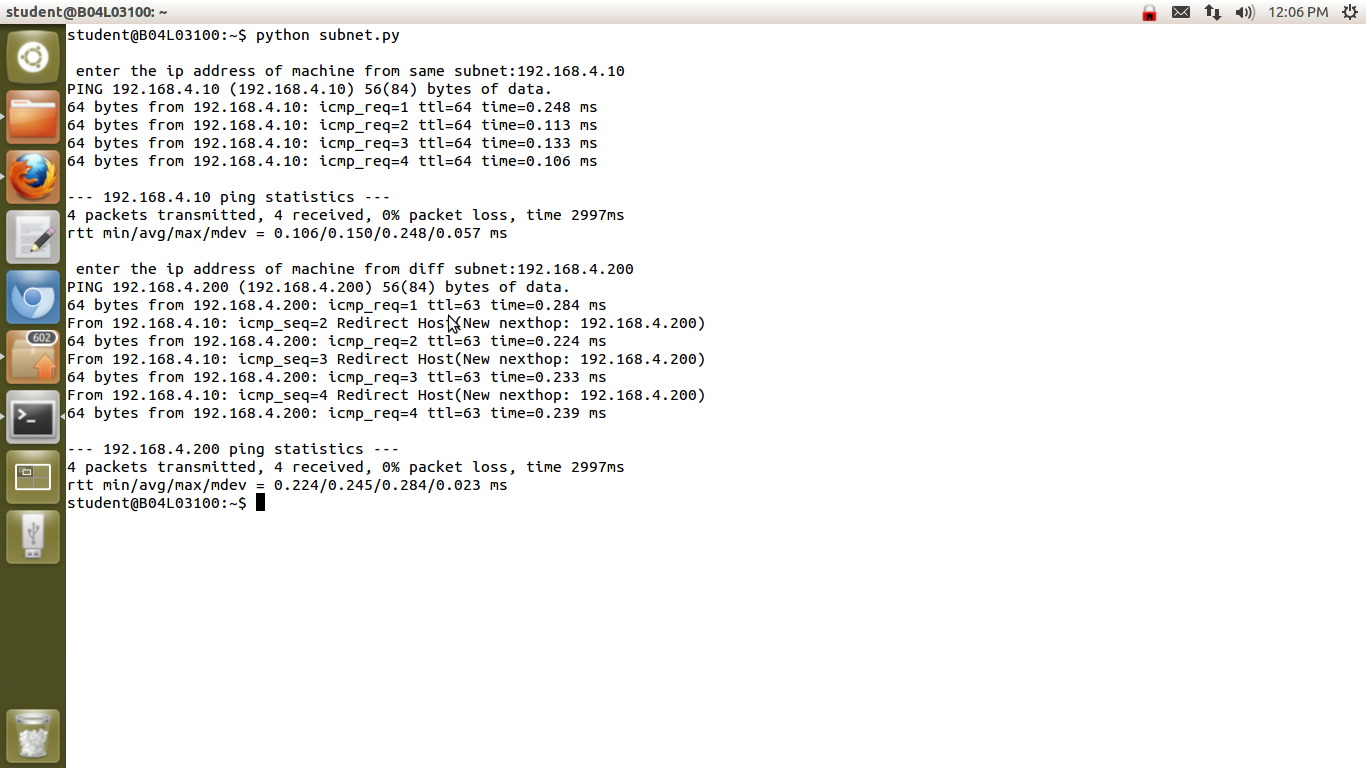 student@B04L03100: ~
12:06 PM
student@B04L03100:~$ python subnet.py
enter the ip address of machine from same subnet:192.168.4.10
PING 192.168.4.10 (192.168.4.10) 56(84) bytes of data.
64 bytes from 192.168.4.10: icmp_req=1 ttl=64 time=0.248 ms
64 bytes from 192.168.4.10: icmp_req=2 ttl=64 time=0.113 ms
64 bytes from 192.168.4.10: icmp_req=3 ttl=64 time=0.133 ms
64 bytes from 192.168.4.10: icmp_req=4 ttl=64 time=0.106 ms
--- 192.168.4.10 ping statistics ---
4 packets transmitted, 4 received, 0% packet loss, time 2997ms
rtt min/avg/max/mdev = 0.106/0.150/0.248/0.057 ms
enter the ip address of machine from diff subnet:192.168.4.200
PING 192.168.4.200 (192.168.4.200) 56(84) bytes of data.
64 bytes from 192.168.4.200: icmp_req=1 ttl=63 time=0.284 ms
From 192.168.4.10: icmp_seq=2 Redirect Host(New nexthop: 192.168.4.200)
64 bytes from 192.168.4.200: icmp_req=2 ttl=63 time=0.224 ms
From 192.168.4.10: icmp_seq=3 Redirect Host(New nexthop: 192.168.4.200)
64 bytes from 192.168.4.200: icmp_req=3 ttl=63 time=0.233 ms
From 192.168.4.10: icmp_seq=4 Redirect Host(New nexthop: 192.168.4.200)
64 bytes from 192.168.4.200: icmp_req=4 ttl=63 time=0.239 ms
--- 192.168.4.200 ping statistics ---
4 packets transmitted, 4 received, 0% packet loss, time 2997ms
rtt min/avg/max/mdev = 0.224/0.245/0.284/0.023 ms
student@B04L03100:~$
602
>_